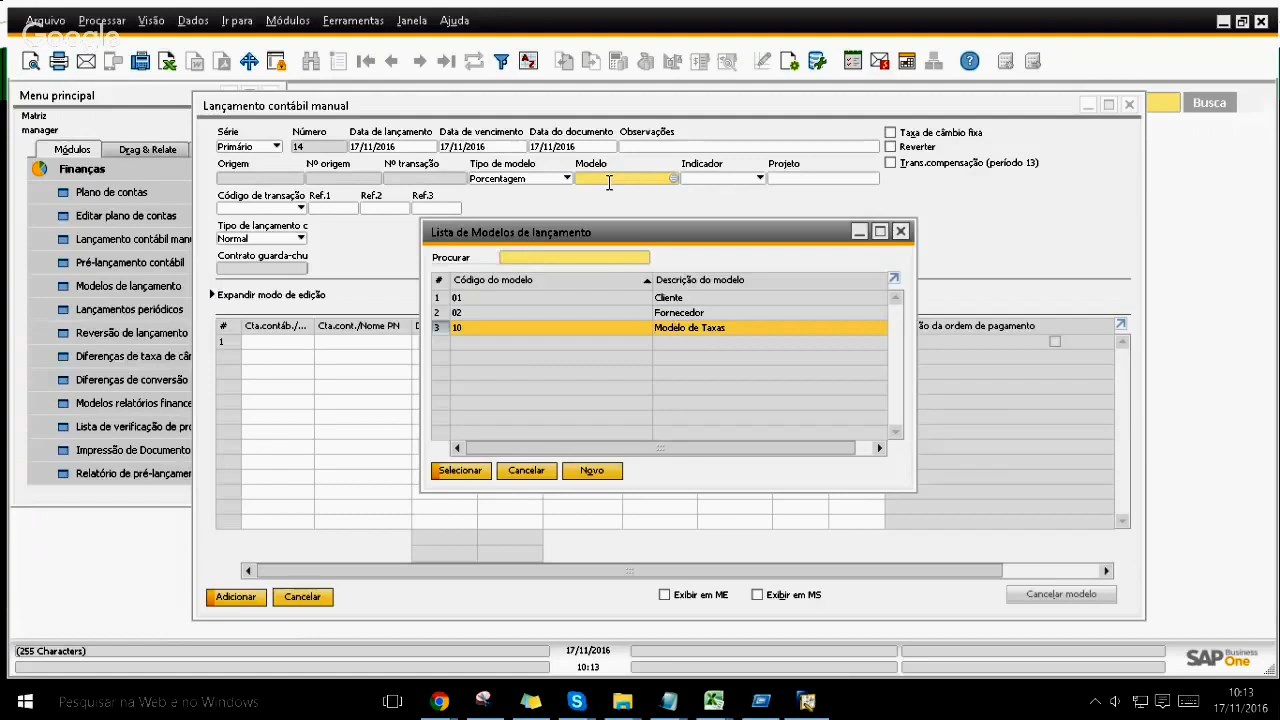 Arquivo Processar Visão Dados Ir para Módulos Ferramentas Janela Ajuda
Google
Menu principal
Busca
Matriz
manager
Módulos Drag & Relate
Finanças
Plano de contas
Editar plano de contas
Lançamento contábil manu
Pré-lançamento contábil
Modelos de lançamento
Lançamentos periódicos
Reversão de lançamento
Diferenças de taxa de câm
Diferenças de conversão
Modelos relatórios finance
Lista de verificação de pro
Impressão de Documento
Relatório de pré-lançamen
Lançamento contábil manual
Série Número Data de lançamento Data de vencimento Data do documento Observações
Primário 14 17/11/2016 17/11/2016 17/11/2016
Taxa de câmbio fixa
Reverter
Trans.compensação (período 13)
Origem Nº origem Nº transação Tipo de modelo Modelo Indicador Projeto
Porcentagem
Código de transação Ref.1 Ref.2 Ref.3
Tipo de lançamento c
Normal
Contrato guarda-chu
Expandir modo de edição
# Cta.contáb./... Cta.cont./Nome PN D ão da ordem de pagamento
1
Lista de Modelos de lançamento
Procurar
# Código do modelo Descrição do modelo
1 01 Cliente
2 02 Fornecedor
3 10 Modelo de Taxas
Selecionar Cancelar Novo
Adicionar Cancelar Exibir em ME Exibir em MS Cancelar modelo
(255 Characters) 17/11/2016
10:13
SAP Business One
Pesquisar na Web e no Windows
10:13
17/11/2016